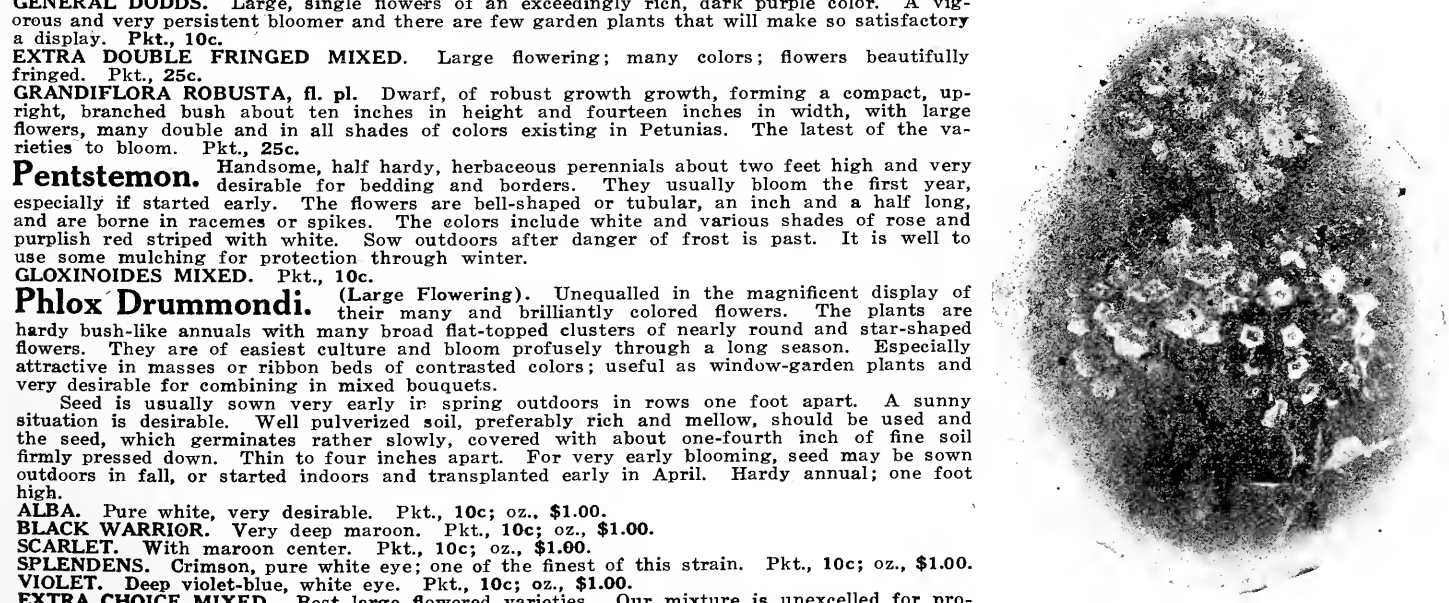 GENERAL DODDS. Large, single flowers of an exceedingly rich, dark purple color. A vig-
orous and very persistent bloomer and there are few garden plants that will make so satisfactory
a display. Pkt., 10c.
EXTRA DOUBLE FRINGED MIXED. Large flowering; many colors; flowers beautifully
fringed. Pkt., 25c.
GRANDIFLORA ROBUSTA, fl. pl. Dwarf, of robust growth growth, forming a compact, up-
right, branched bush about ten inches in height and fourteen inches in width, with large
flowers, many double and in all shades of colors existing in Petunias. The latest of the va-
rieties to bloom. Pkt., 25c.
Pentstemon. Handsome, half hardy, herbaceous perennials about two feet high and very
desirable for bedding and borders. They usually bloom the first year,
especially if started early. The flowers are bell-shaped or tubular, an inch and a half long,
and are borne in racemes or spikes. The colors include white and various shades of rose and
purplish red striped with white. Sow outdoors after danger of frost is past. It is well to
use some mulching for protection through winter.
GLOXINOIDES MIXED. Pkt., 10c.
Phlox Drummondi. (Large Flowering). Unequalled in the magnificent display of
their many and brilliantly colored flowers. The plants are
hardy bush-like annuals with many broad flat-topped clusters of nearly round and star-shaped
flowers. They are of easiest culture and bloom profusely through a long season. Especially
attractive in masses or ribbon beds of contrasted colors; useful as window-garden plants and
very desirable for combining in mixed bouquets.
Seed is usually sown very early in spring outdoors in rows one foot apart. A sunny
situation is desirable. Well pulverized soil, preferably rich and mellow, should be used and
the seed, which germinates rather slowly, covered with about one-fourth inch of fine soil
firmly pressed down. Thin to four inches apart. For very early blooming, seed may be sown
outdoors in fall, or started indoors and transplanted early in April. Hardy annual; one foot
high.
ALBA. Pure white, very desirable. Pkt., 10c; oz., $1.00.
BLACK WARRIOR. Very deep maroon. Pkt., 10c; oz., $1.00.
SCARLET. With maroon center. Pkt., 10c; oz., $1.00.
SPLENDENS. Crimson, pure white eye; one of the finest of this strain. Pkt., 10c; oz., $1.00.
VIOLET. Deep violet-blue, white eye. Pkt., 10c; oz., $1.00.
EXTRA CHOICE MIXED. Best large flowered varieties. Our mixture is unexcelled for pro-